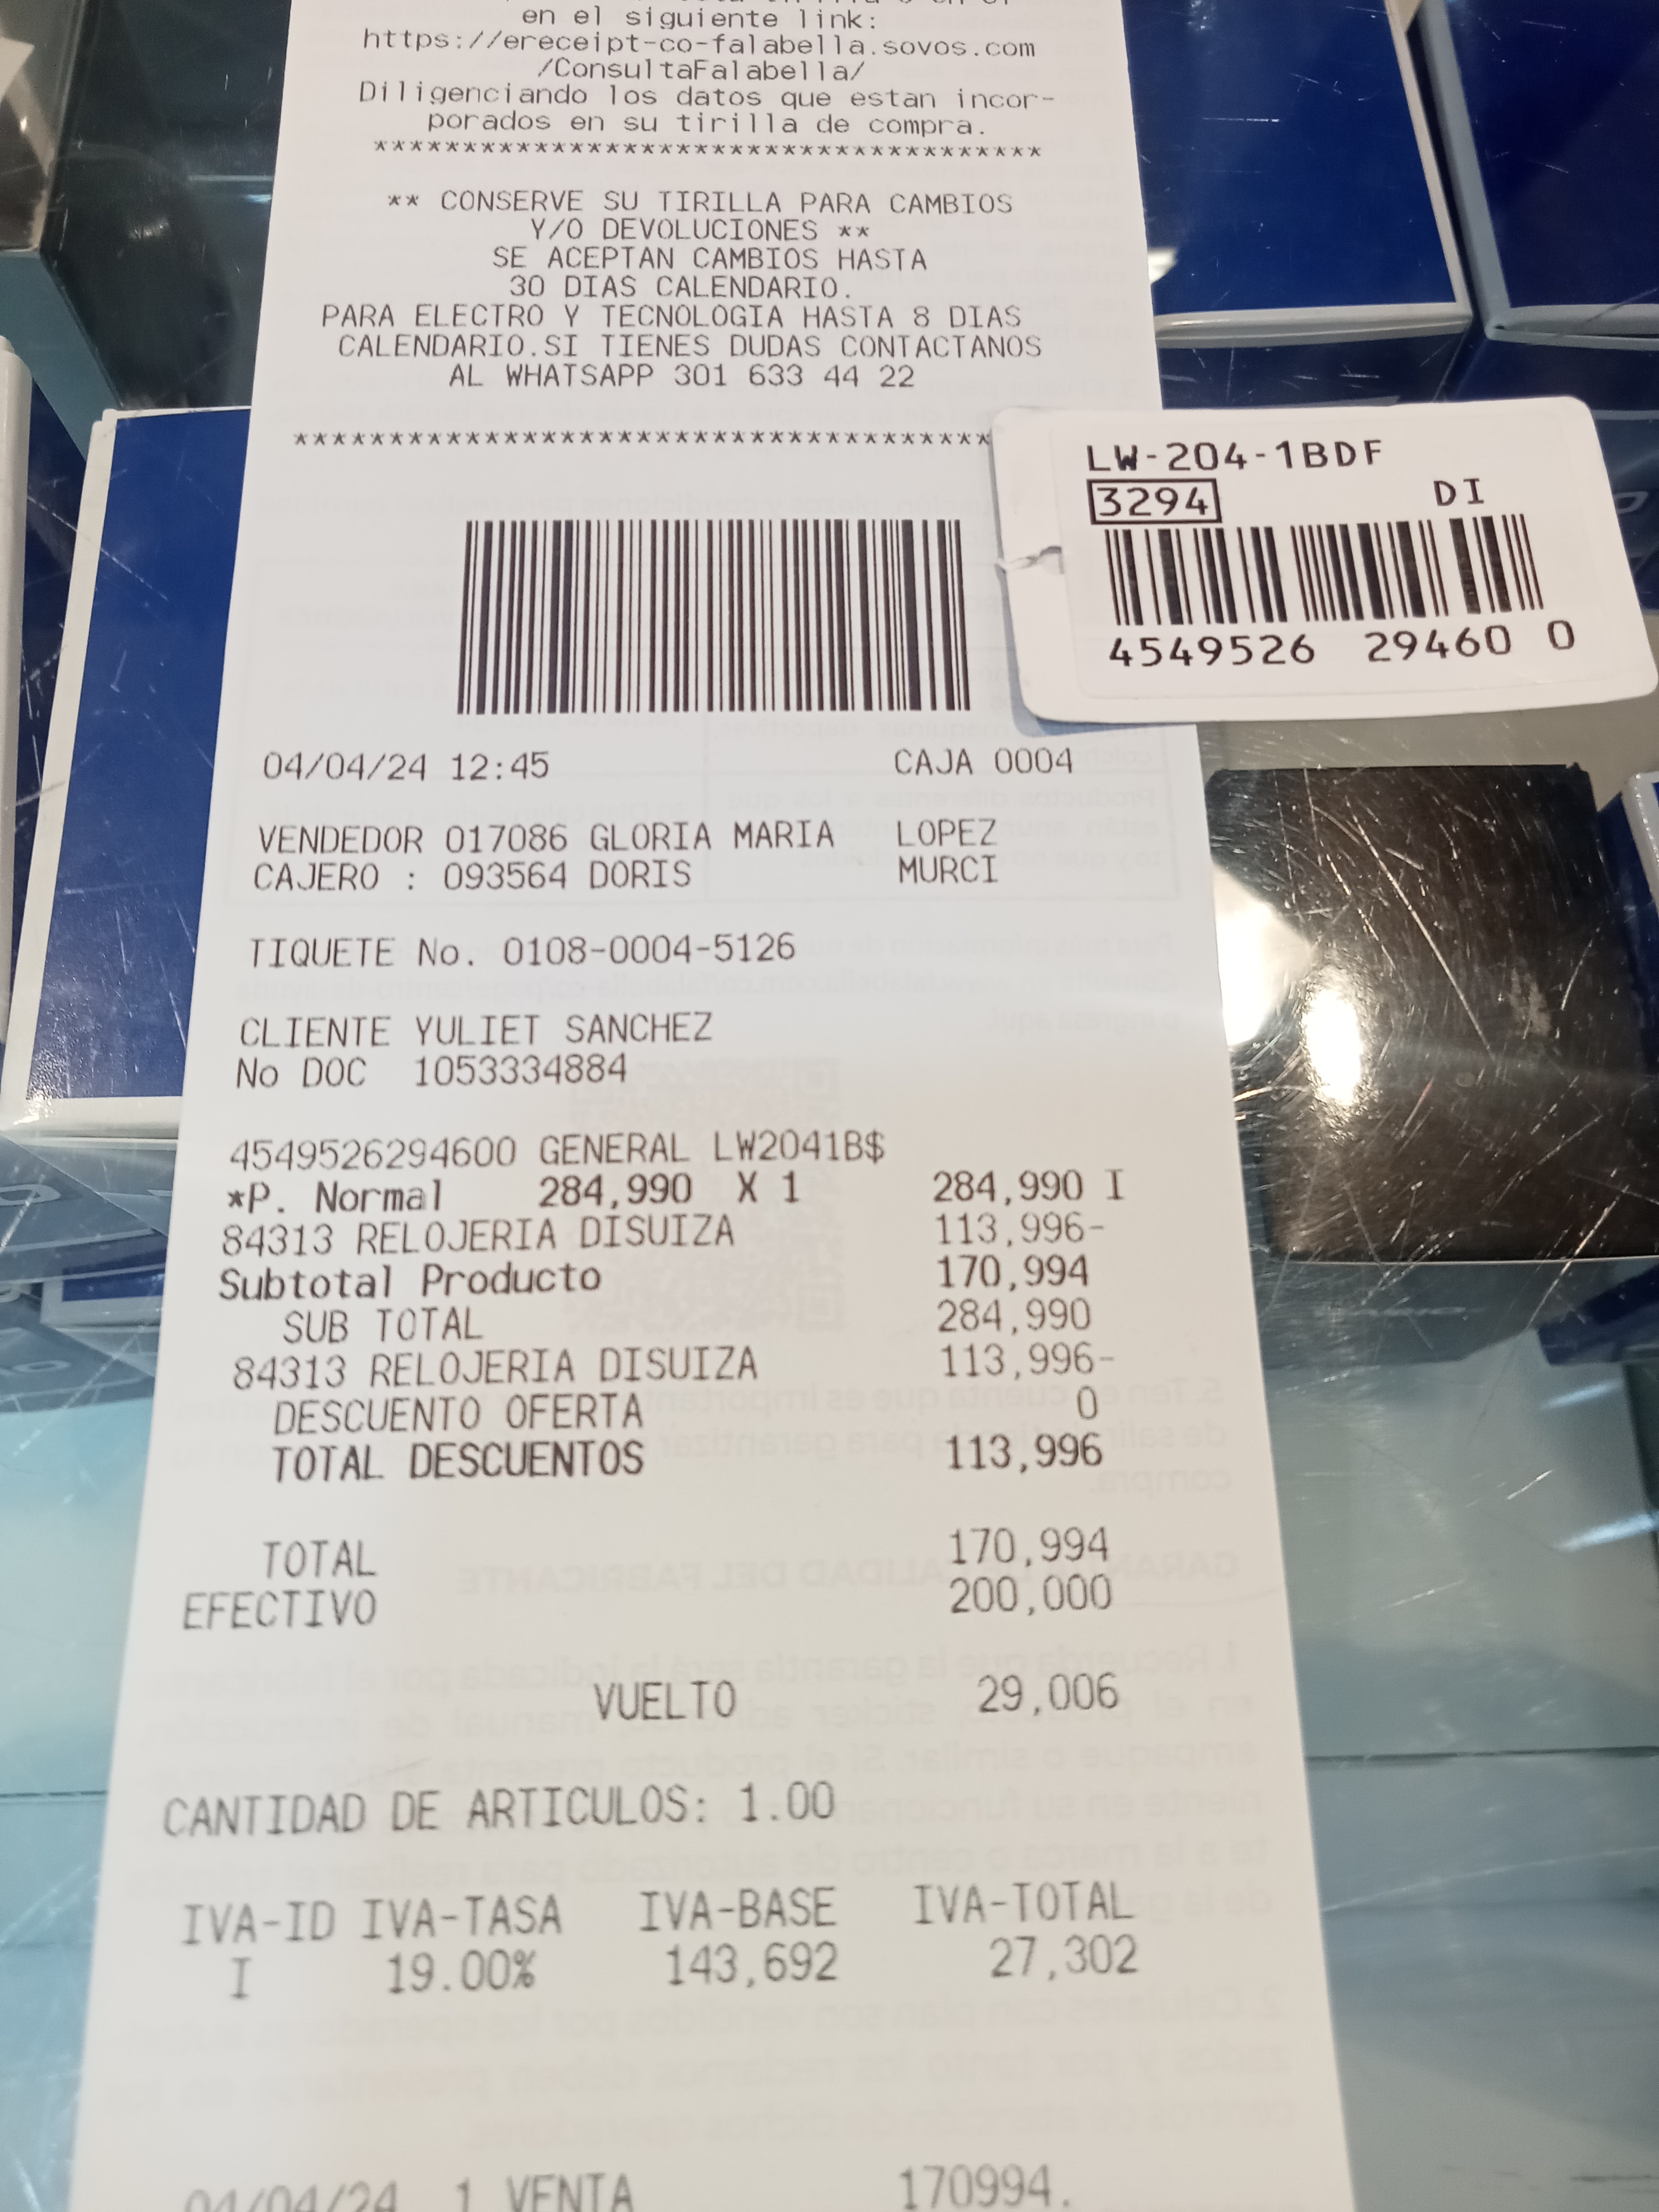 en el siguiente link:
https://ereceipt-co-falabella.sovos.com
/ConsultaFalabella/
Diligenciando los datos que estan incor-
porados en su tirilla de compra.
****************************************
** CONSERVE SU TIRILLA PARA CAMBIOS
Y/O DEVOLUCIONES **
SE ACEPTAN CAMBIOS HASTA
30 DIAS CALENDARIO.
PARA ELECTRO Y TECNOLOGIA HASTA 8 DIAS
CALENDARIO.SI TIENES DUDAS CONTACTANOS
AL WHATSAPP 301 633 44 22
*************************************
LW-204-1BDF
3294 DI
4549526 29460 0
04/04/24 12:45 CAJA 0004
VENDEDOR 017086 GLORIA MARIA LOPEZ
CAJERO : 093564 DORIS MURCI
TIQUETE No. 0108-0004-5126
CLIENTE YULIET SANCHEZ
No DOC 1053334884
4549526294600 GENERAL LW2041B$
*P. Normal 284,990 X 1 284,990 I
84313 RELOJERIA DISUIZA 113,996-
Subtotal Producto 170,994
SUB TOTAL 284,990
84313 RELOJERIA DISUIZA 113,996-
DESCUENTO OFERTA 0
TOTAL DESCUENTOS 113,996
TOTAL 170,994
EFECTIVO 200,000
VUELTO 29,006
CANTIDAD DE ARTICULOS: 1.00
IVA-ID IVA-TASA IVA-BASE IVA-TOTAL
I 19.00% 143,692 27,302
04/04/24 1 VENTA 170994.